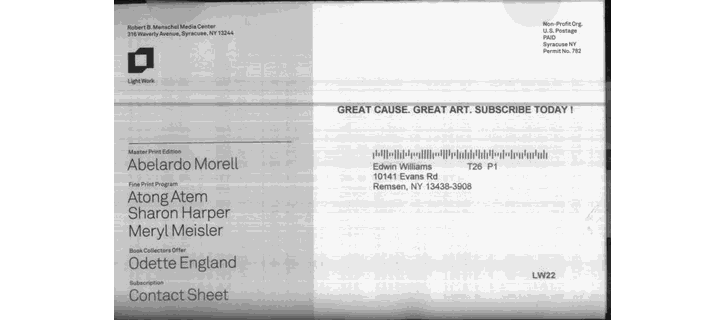 Robert B. Menschel Media Center
316 Waverly Avenue, Syracuse, NY 13244
Light Work
Non-Profit Org.
U.S. Postage
PAID
Syracuse NY
Permit No. 782
GREAT CAUSE. GREAT ART. SUBSCRIBE TODAY !
Master Print Edition
Abelardo Morell
Fine Print Program
Atong Atem
Sharon Harper
Meryl Meisler
Book Collectors Offer
Odette England
Subscription
Contact Sheet
Edwin Williams T26 P1
10141 Evans Rd
Remsen, NY 13438-3908
LW22